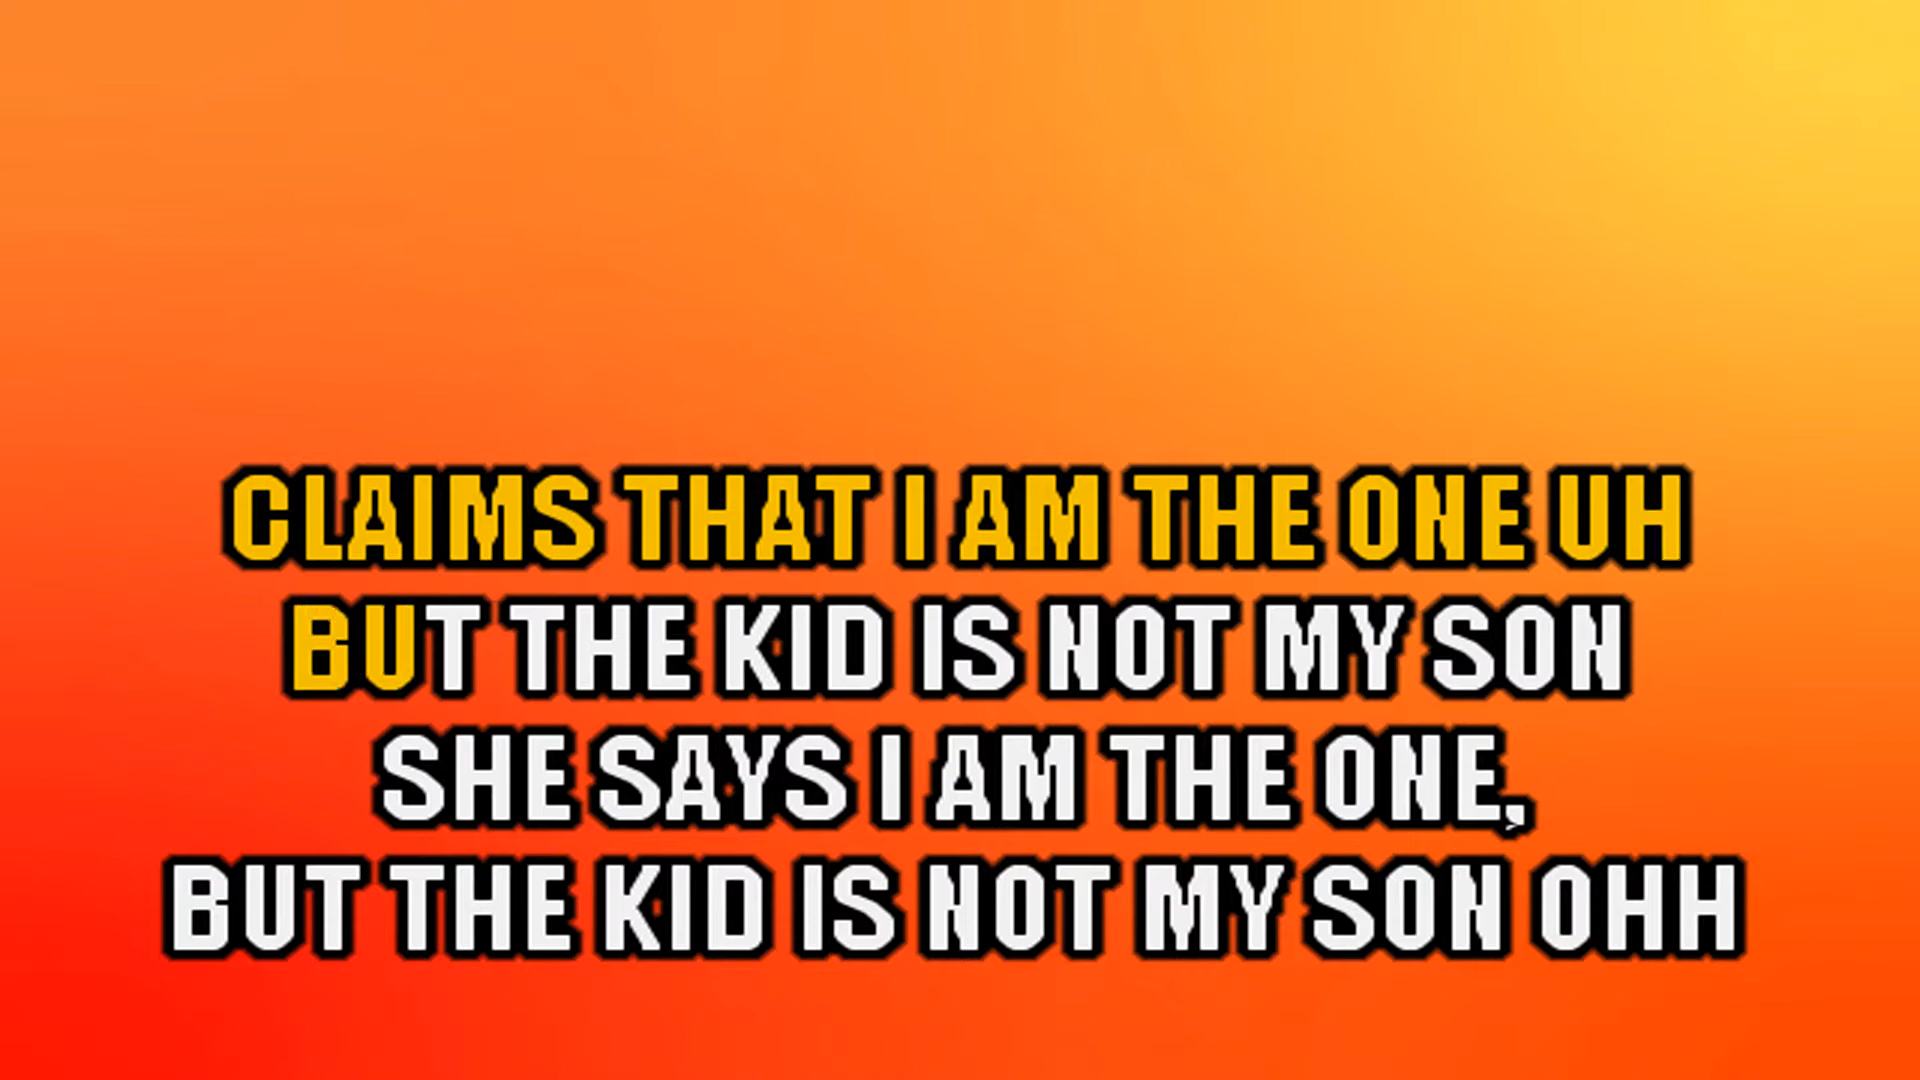 CLAIMS THAT I AM THE ONE UH
BUT THE KID IS NOT MY SON
SHE SAYS I AM THE ONE,
BUT THE KID IS NOT MY SON OHH